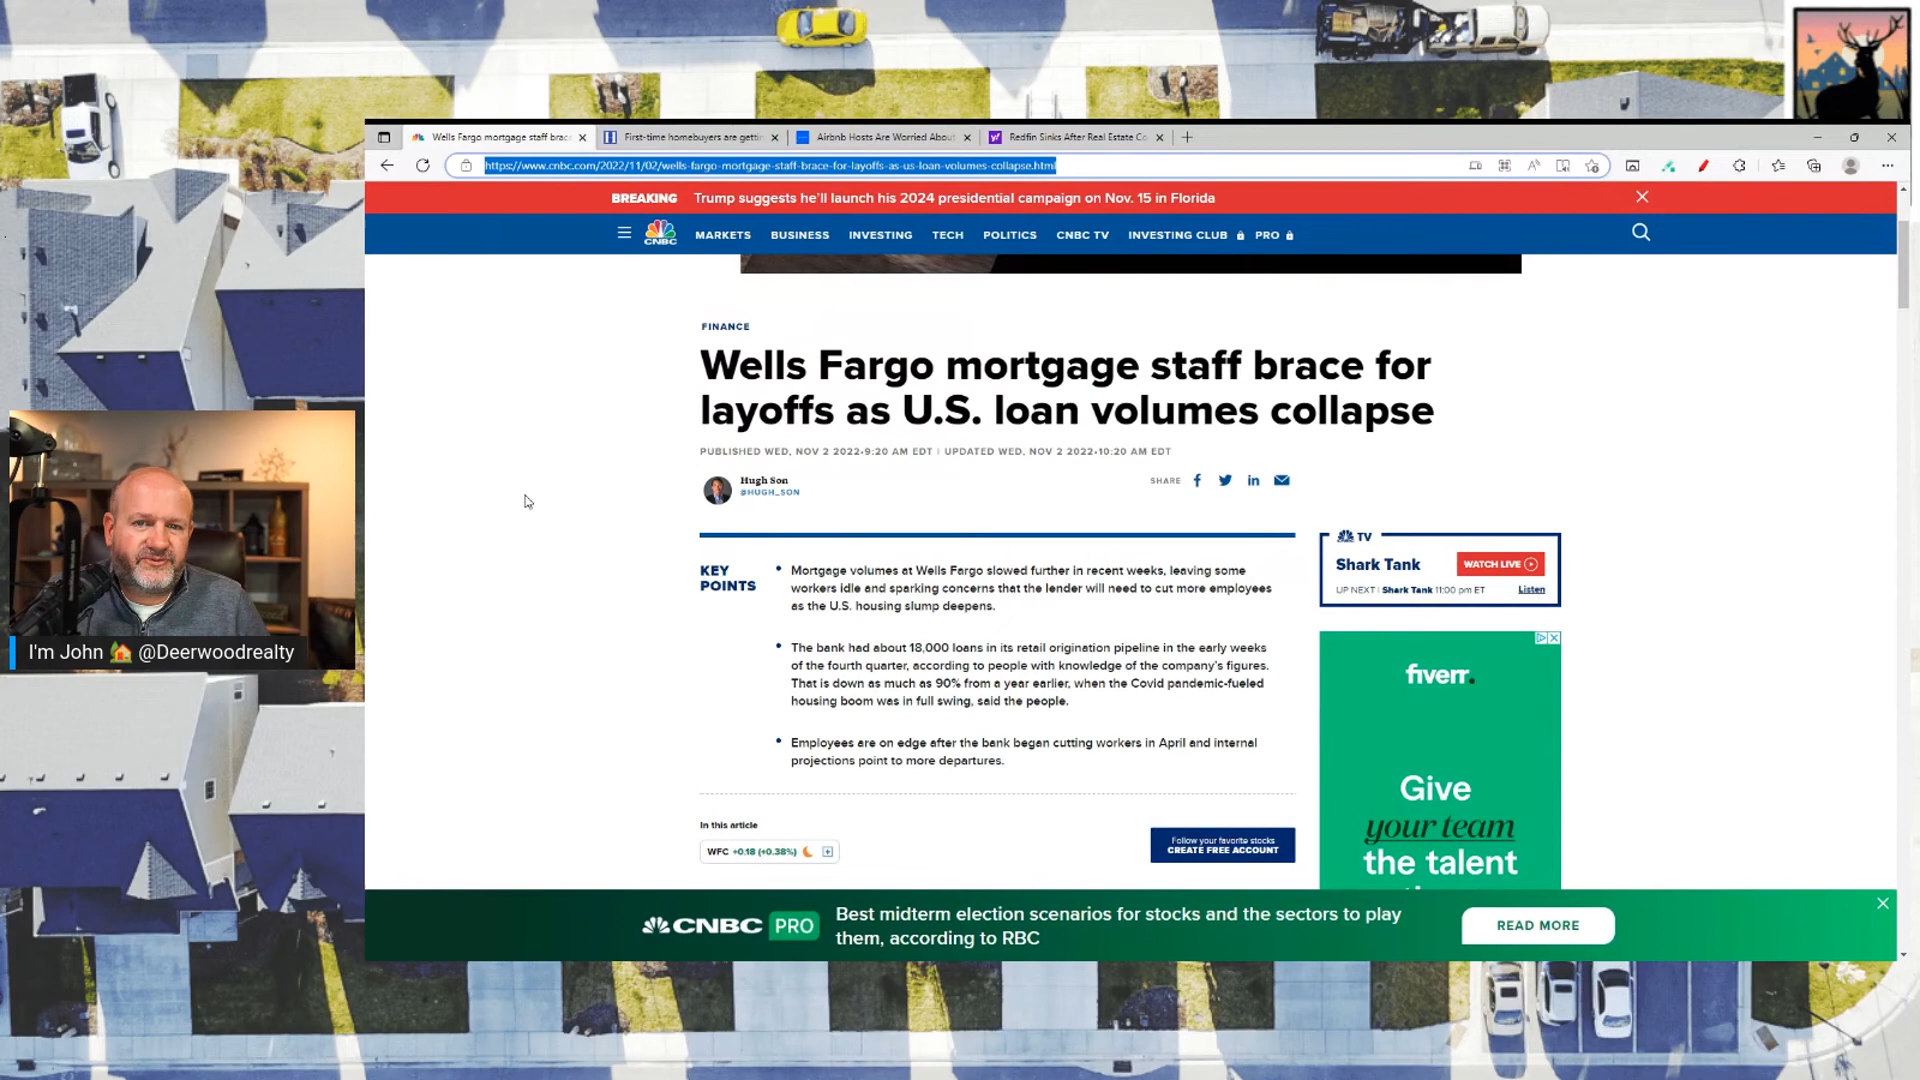 Wells Fargo mortgage staff brac
First-time homebuyers are getti
Airbnb Hosts Are Worried About
Redfin Sinks After Real Estate Co
https://www.cnbc.com/2022/11/02/wells-fargo-mortgage-staff-brace-for-layoffs-as-us-loan-volumes-collapse.html
BREAKING Trump suggests he'll launch his 2024 presidential campaign on Nov. 15 in Florida
CNBC MARKETS BUSINESS INVESTING TECH POLITICS CNBC TV INVESTING CLUB PRO
FINANCE
Wells Fargo mortgage staff brace for
layoffs as U.S. loan volumes collapse
PUBLISHED WED, NOV 2 2022•9:20 AM EDT | UPDATED WED, NOV 2 2022•10:20 AM EDT
Hugh Son
@HUGH_SON
SHARE
KEY
POINTS
• Mortgage volumes at Wells Fargo slowed further in recent weeks, leaving some
workers idle and sparking concerns that the lender will need to cut more employees
as the U.S. housing slump deepens.
• The bank had about 18,000 loans in its retail origination pipeline in the early weeks
of the fourth quarter, according to people with knowledge of the company's figures.
That is down as much as 90% from a year earlier, when the Covid pandemic-fueled
housing boom was in full swing, said the people.
• Employees are on edge after the bank began cutting workers in April and internal
projections point to more departures.
In this article
WFC +0.18 (+0.38%)
Follow your favorite stocks
CREATE FREE ACCOUNT
TV
Shark Tank
WATCH LIVE
UP NEXT | Shark Tank 11:00 pm ET
Listen
fiverr.
Give
your team
the talent
I'm John 🏡 @Deerwoodrealty
CNBC PRO
Best midterm election scenarios for stocks and the sectors to play
them, according to RBC
READ MORE